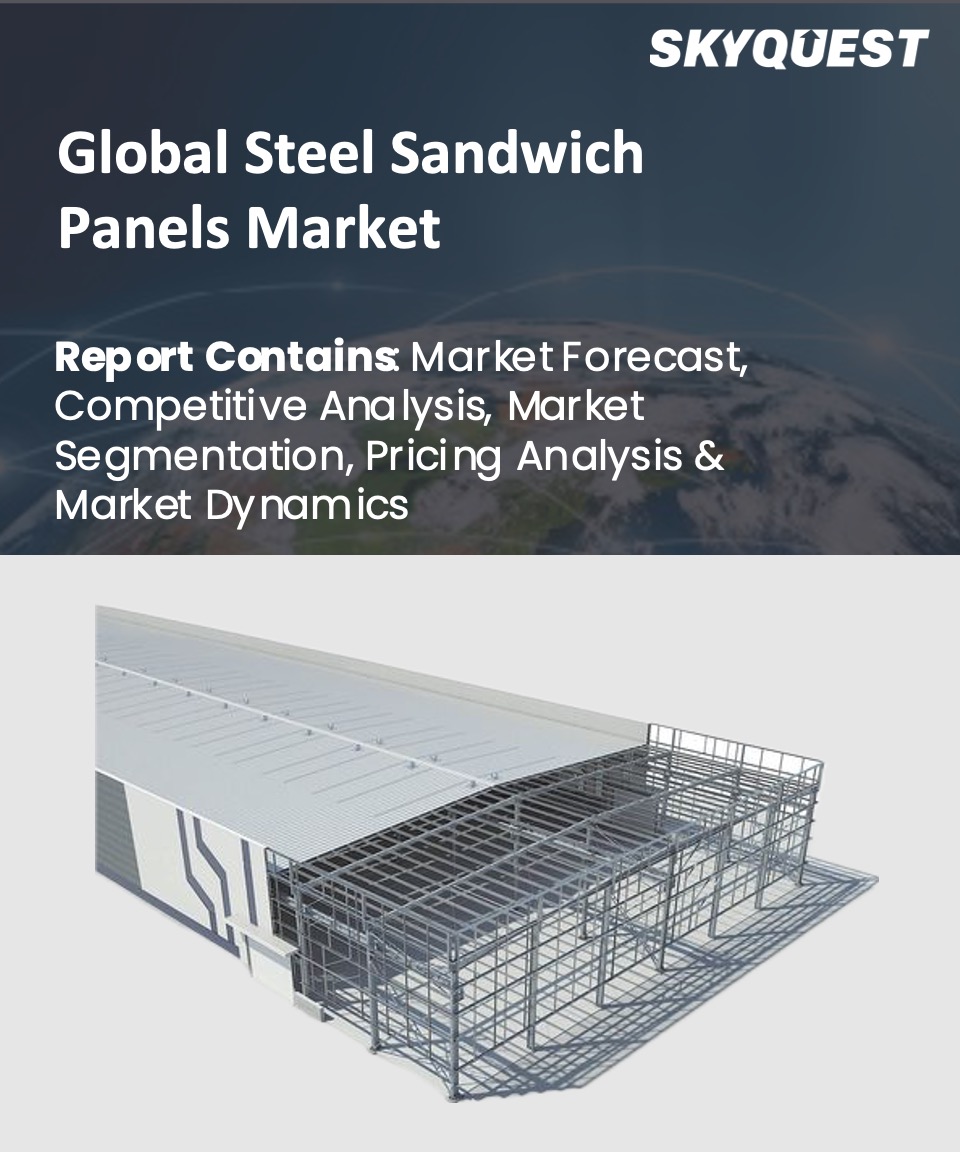 SKYQUEST
Global Steel Sandwich
Panels Market
Report Contains: Market Forecast,
Competitive Analysis, Market
Segmentation, Pricing Analysis &
Market Dynamics